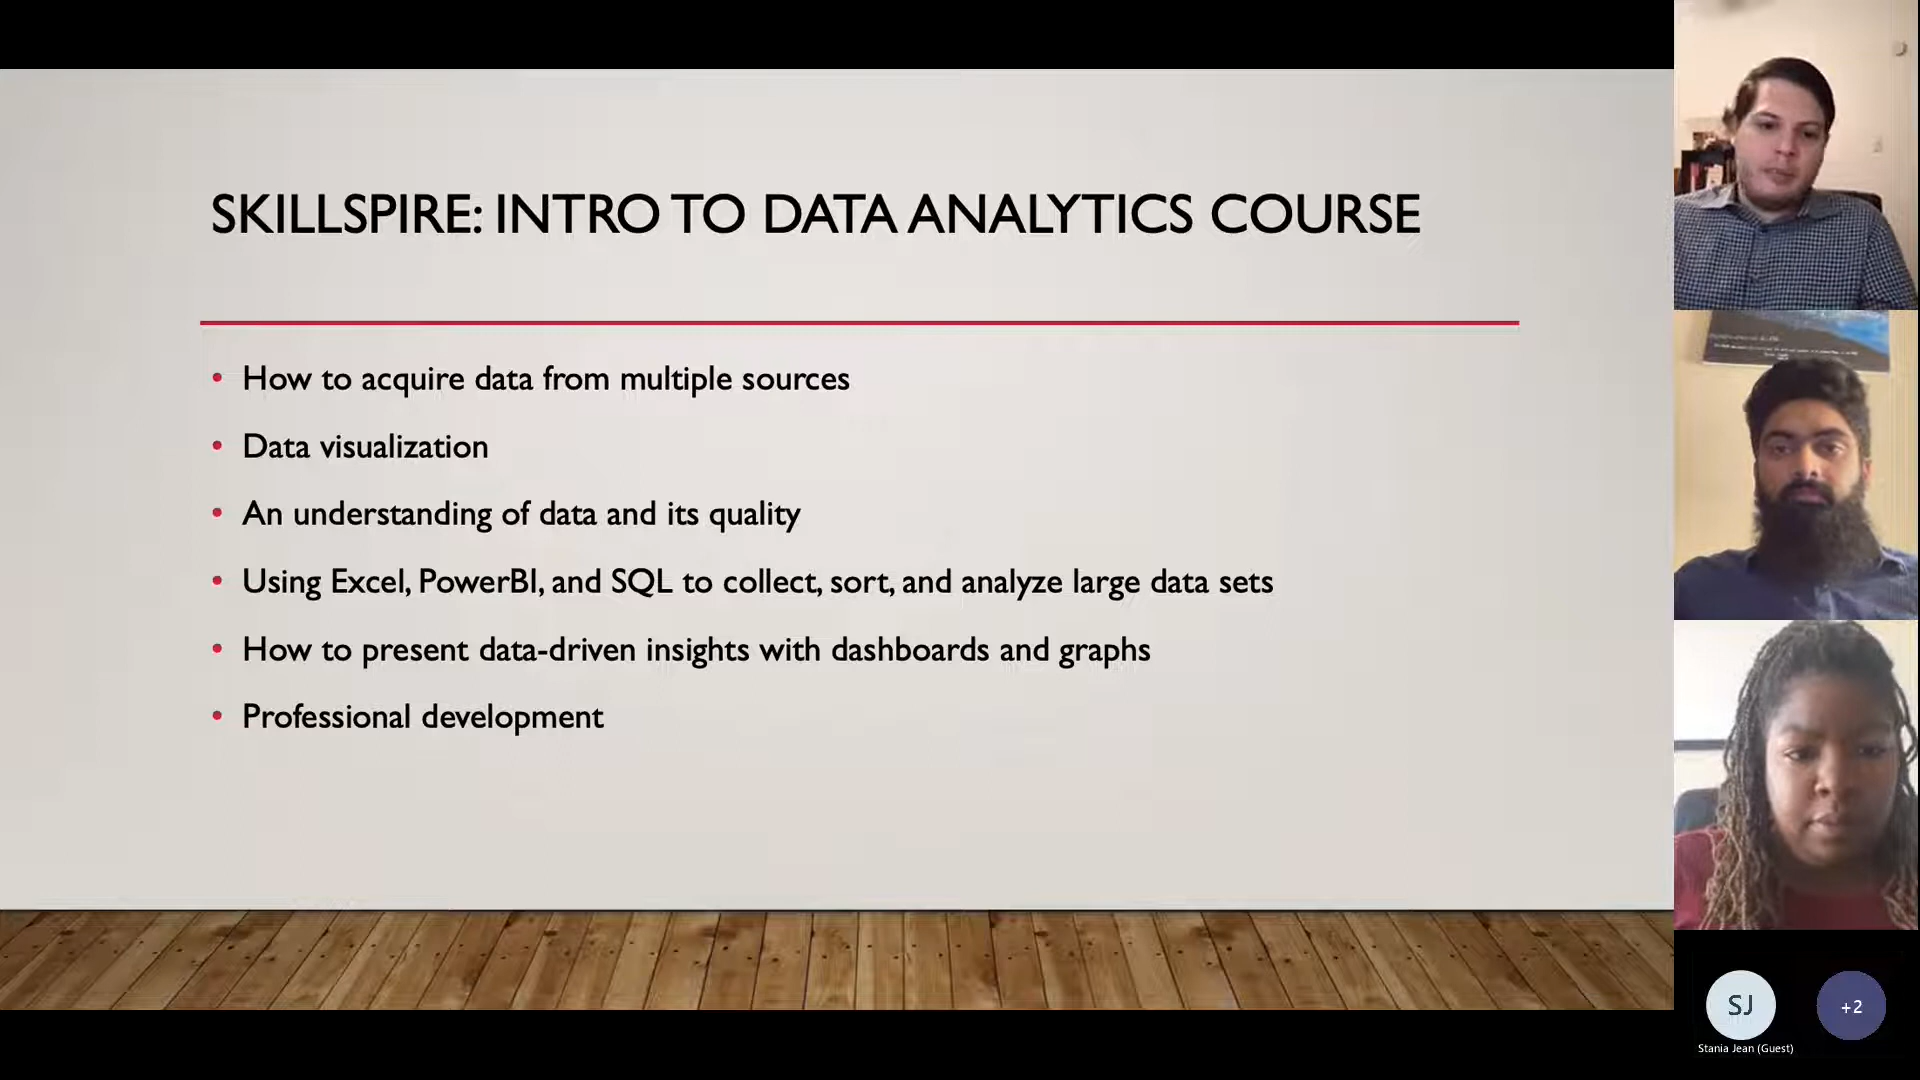 SKILLSPIRE: INTRO TO DATA ANALYTICS COURSE
• How to acquire data from multiple sources
• Data visualization
• An understanding of data and its quality
• Using Excel, PowerBI, and SQL to collect, sort, and analyze large data sets
• How to present data-driven insights with dashboards and graphs
• Professional development
SJ
+2
Stania Jean (Guest)